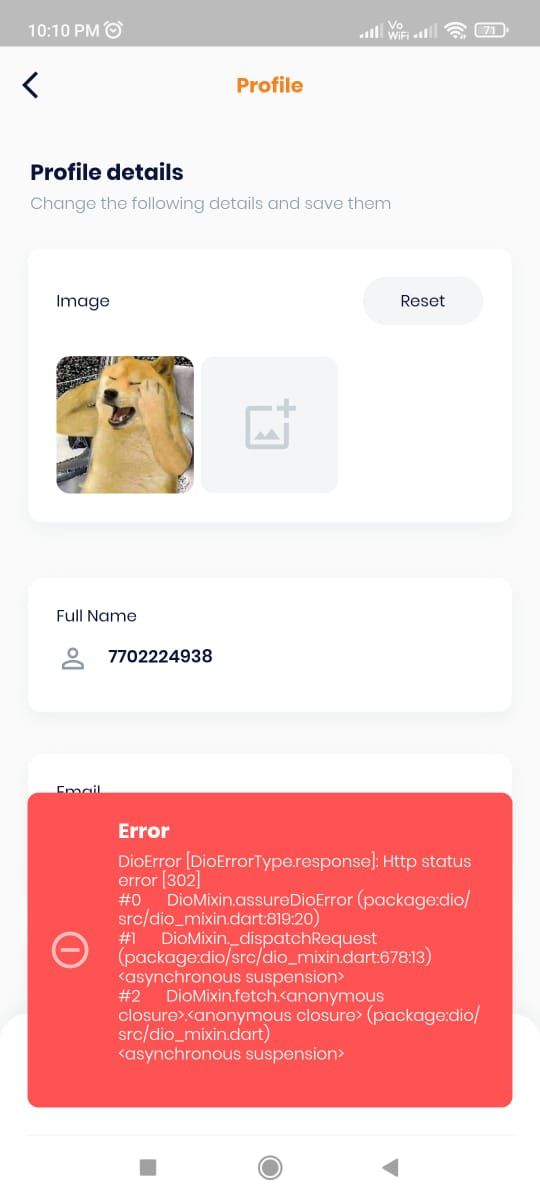 10:10 PM
Vo
WiFi
71
Profile
Profile details
Change the following details and save them
Image
Reset
Full Name
7702224938
Email
Error
DioError [DioErrorType.response]: Http status
error [302]
#0 DioMixin.assureDioError (package:dio/
src/dio_mixin.dart:819:20)
#1 DioMixin._dispatchRequest
(package:dio/src/dio_mixin.dart:678:13)
<asynchronous suspension>
#2 DioMixin.fetch.<anonymous
closure>.<anonymous closure> (package:dio/
src/dio_mixin.dart)
<asynchronous suspension>